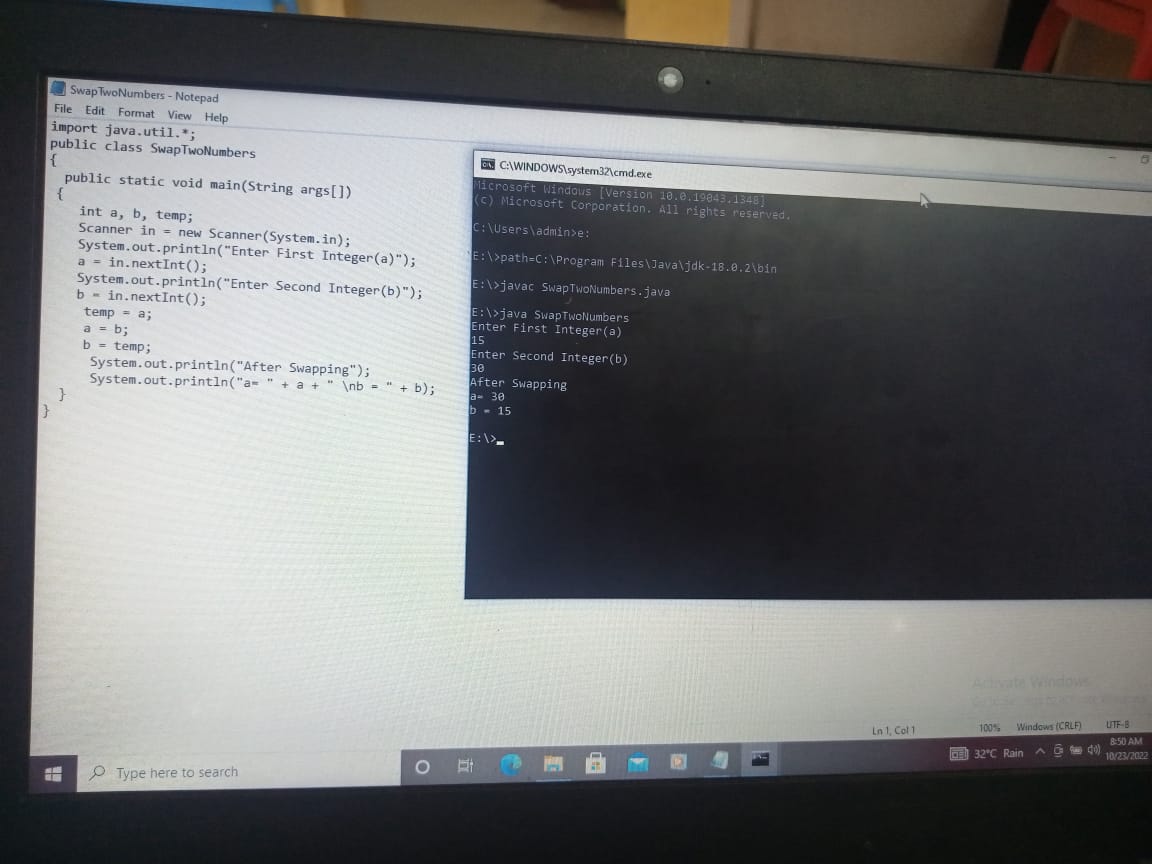 SwapTwoNumbers - Notepad
File Edit Format View Help
import java.util.*;
public class SwapTwoNumbers
{
public static void main(String args[])
{
int a, b, temp;
Scanner in = new Scanner(System.in);
System.out.println("Enter First Integer(a)");
a = in.nextInt();
System.out.println("Enter Second Integer(b)");
b = in.nextInt();
temp = a;
a = b;
b = temp;
System.out.println("After Swapping");
System.out.println("a= " + a + " \nb = " + b);
}
}
C:\WINDOWS\system32\cmd.exe
Microsoft Windows [Version 10.0.19043.1348]
(c) Microsoft Corporation. All rights reserved.
C:\Users\admin>e:
E:\>path=C:\Program Files\Java\jdk-18.0.2\bin
E:\>javac SwapTwoNumbers.java
E:\>java SwapTwoNumbers
Enter First Integer(a)
15
Enter Second Integer(b)
30
After Swapping
a= 30
b = 15
E:\>
Activate Windows
Ln 1, Col 1 100% Windows (CRLF) UTF-8
Type here to search
32°C Rain
8:50 AM
10/23/2022